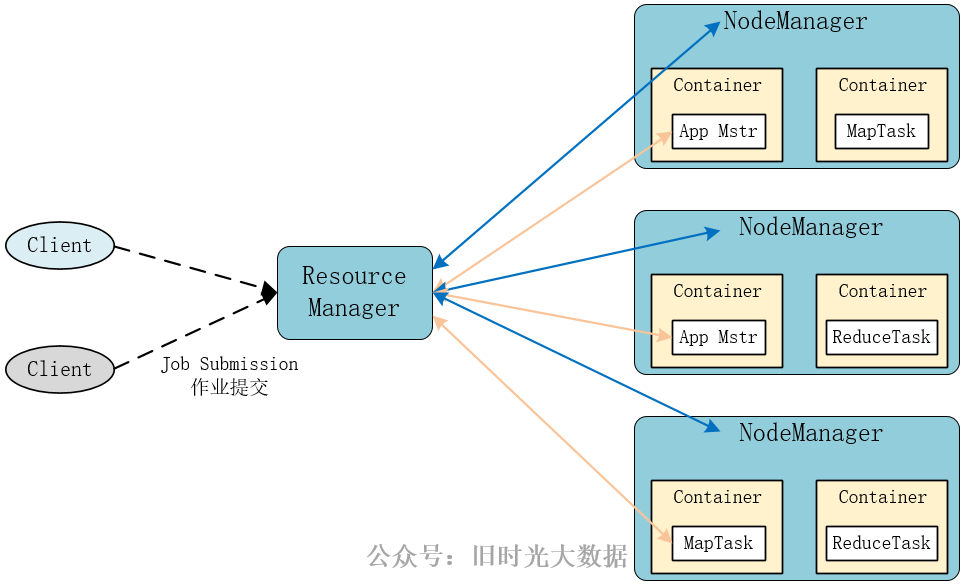 Client
Client
Job Submission
作业提交
Resource
Manager
NodeManager
Container
App Mstr
Container
MapTask
NodeManager
Container
App Mstr
Container
ReduceTask
NodeManager
Container
MapTask
Container
ReduceTask
公众号：旧时光大数据